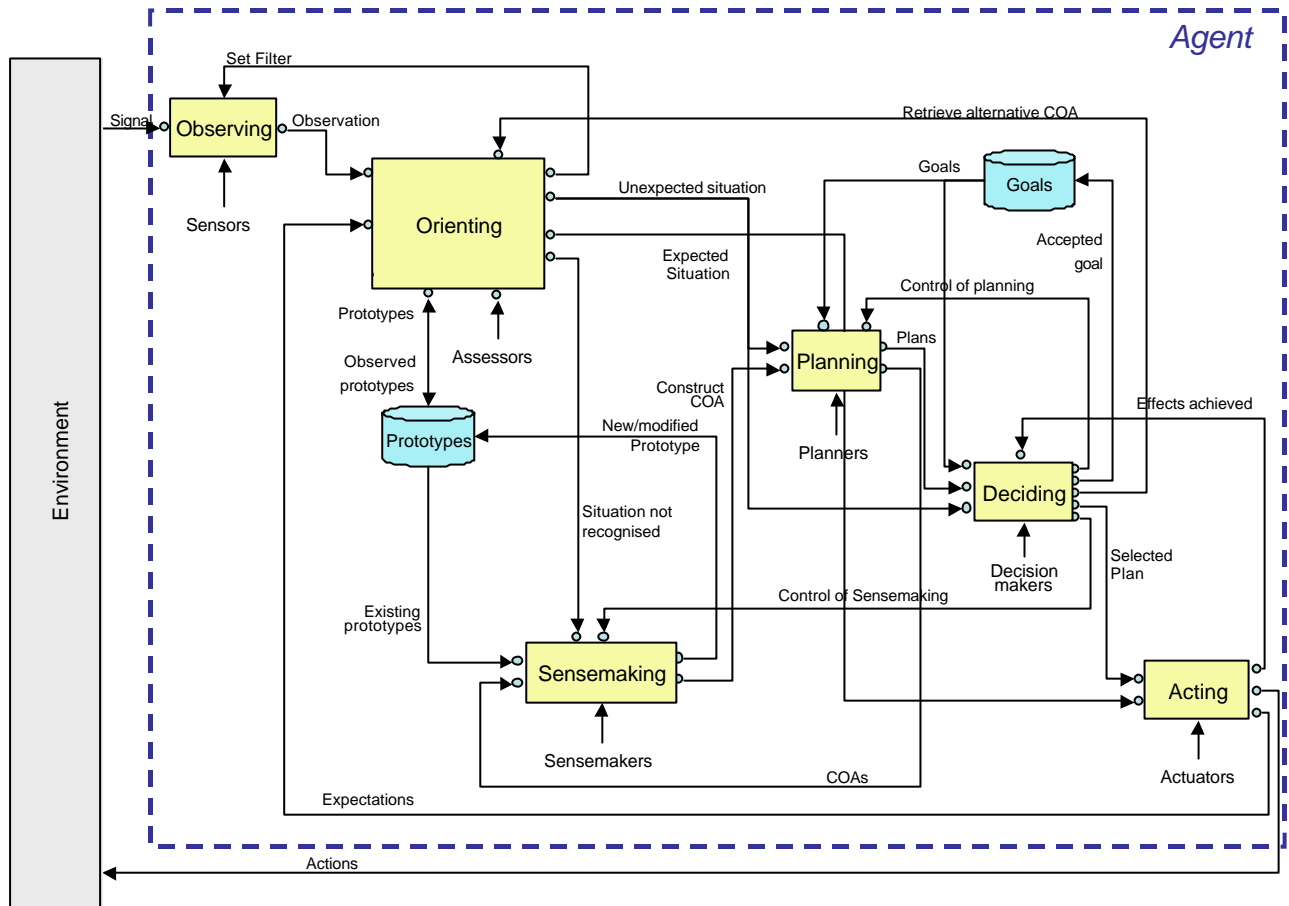 Agent
Set Filter
Signal
Observing
Observation
Retrieve alternative COA
Goals
Goals
Unexpected situation
Sensors
Orienting
Accepted
goal
Expected
Situation
Control of planning
Prototypes
Plans
Assessors
Planning
Observed
prototypes
Construct
COA
Effects achieved
Environment
Prototypes
New/modified
Prototype
Planners
Deciding
Situation not
recognised
Selected
Plan
Decision
makers
Control of Sensemaking
Existing
prototypes
Sensemaking
Acting
Sensemakers
COAs
Actuators
Expectations
Actions